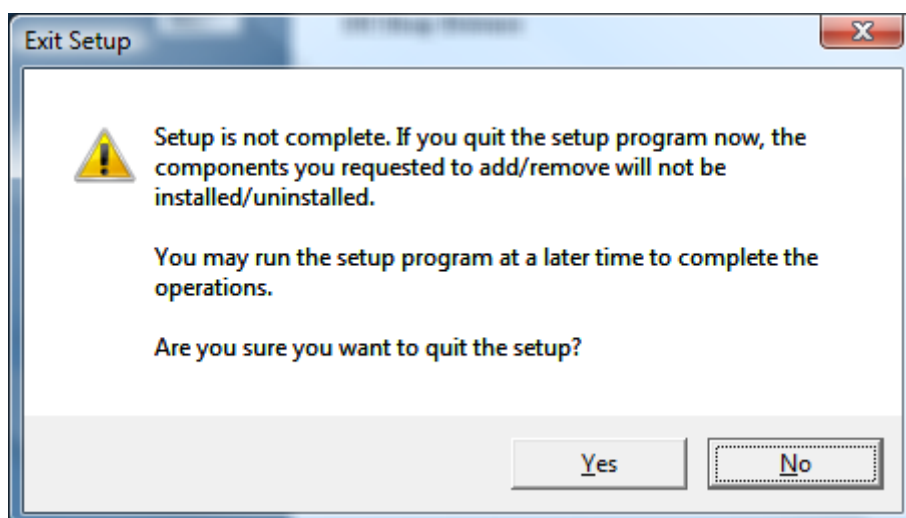 Exit Setup
Setup is not complete. If you quit the setup program now, the
components you requested to add/remove will not be
installed/uninstalled.
You may run the setup program at a later time to complete the
operations.
Are you sure you want to quit the setup?
Yes
No